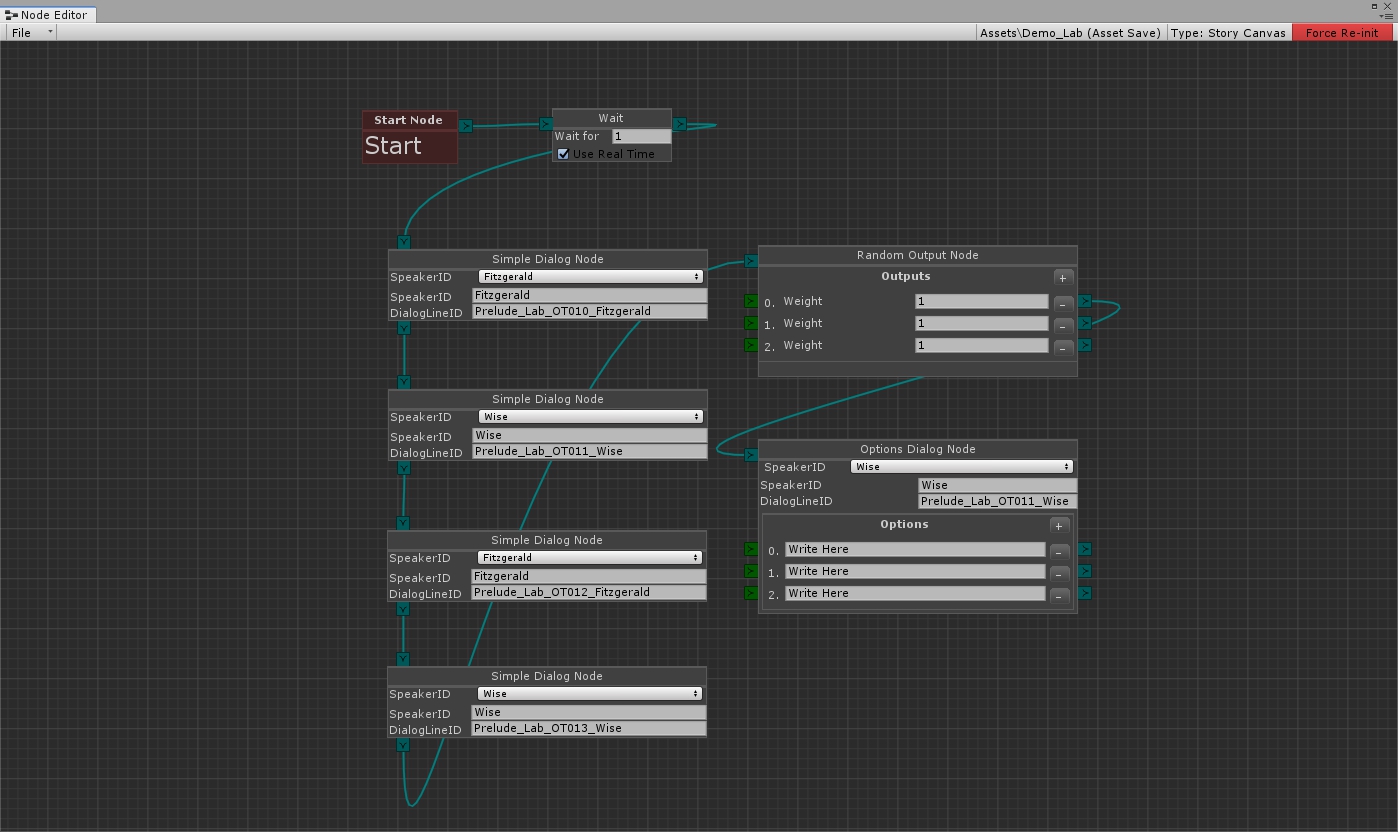 Node Editor
File
Assets\Demo_Lab (Asset Save) Type: Story Canvas Force Re-init
Start Node
Start
Wait
Wait for 1
Use Real Time
Simple Dialog Node
SpeakerID Fitzgerald
SpeakerID Fitzgerald
DialogLineID Prelude_Lab_OT010_Fitzgerald
Simple Dialog Node
SpeakerID Wise
SpeakerID Wise
DialogLineID Prelude_Lab_OT011_Wise
Simple Dialog Node
SpeakerID Fitzgerald
SpeakerID Fitzgerald
DialogLineID Prelude_Lab_OT012_Fitzgerald
Simple Dialog Node
SpeakerID Wise
SpeakerID Wise
DialogLineID Prelude_Lab_OT013_Wise
Random Output Node
Outputs +
0. Weight 1 -
1. Weight 1 -
2. Weight 1 -
Options Dialog Node
SpeakerID Wise
SpeakerID Wise
DialogLineID Prelude_Lab_OT011_Wise
Options +
0. Write Here -
1. Write Here -
2. Write Here -